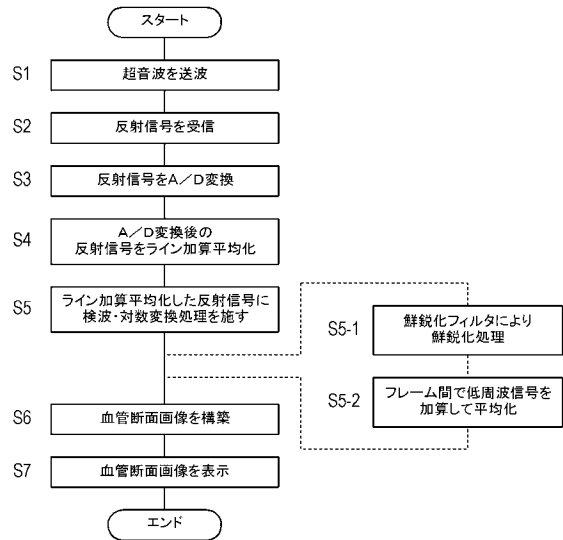 スタート
S1
超音波を送波
S2
反射信号を受信
S3
反射信号をA/D変換
S4
A/D変換後の
反射信号をライン加算平均化
S5
ライン加算平均化した反射信号に
検波・対数変換処理を施す
S5-1
鮮鋭化フィルタにより
鮮鋭化処理
S5-2
フレーム間で低周波信号を
加算して平均化
S6
血管断面画像を構築
S7
血管断面画像を表示
エンド